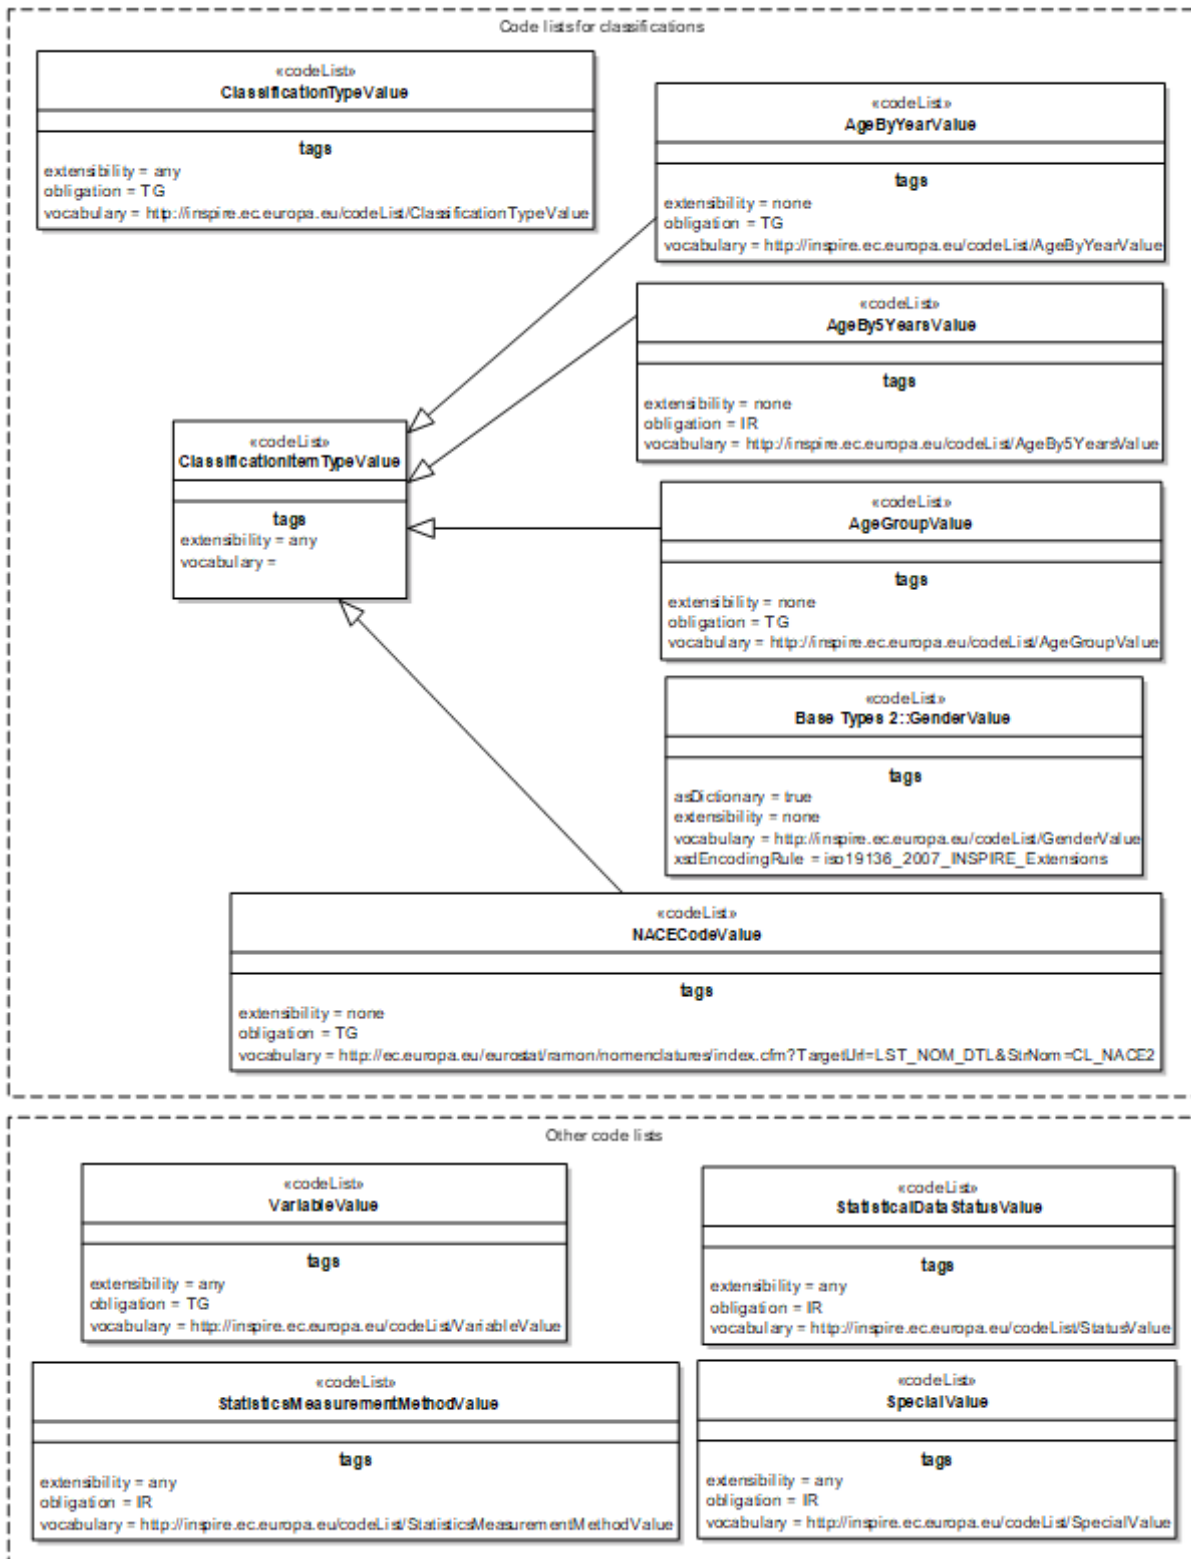 Code lists for classifications
«codeList»
ClassificationTypeValue
tags
extensibility = any
obligation = TG
vocabulary = http://inspire.ec.europa.eu/codeList/ClassificationTypeValue
«codeList»
AgeByYearValue
tags
extensibility = none
obligation = TG
vocabulary = http://inspire.ec.europa.eu/codeList/AgeByYearValue
«codeList»
AgeBy5YearsValue
tags
extensibility = none
obligation = IR
vocabulary = http://inspire.ec.europa.eu/codeList/AgeBy5YearsValue
«codeList»
ClassificationItemTypeValue
tags
extensibility = any
vocabulary =
«codeList»
AgeGroupValue
tags
extensibility = none
obligation = TG
vocabulary = http://inspire.ec.europa.eu/codeList/AgeGroupValue
«codeList»
Base Types 2::GenderValue
tags
asDictionary = true
extensibility = none
vocabulary = http://inspire.ec.europa.eu/codeList/GenderValue
xsdEncodingRule = iso19136_2007_INSPIRE_Extensions
«codeList»
NACECodeValue
tags
extensibility = none
obligation = TG
vocabulary = http://ec.europa.eu/eurostat/ramon/nomenclatures/index.cfm?TargetUrl=LST_NOM_DTL&StrNom=CL_NACE2
Other code lists
«codeList»
VariableValue
tags
extensibility = any
obligation = TG
vocabulary = http://inspire.ec.europa.eu/codeList/VariableValue
«codeList»
StatisticalDataStatusValue
tags
extensibility = any
obligation = IR
vocabulary = http://inspire.ec.europa.eu/codeList/StatusValue
«codeList»
StatisticsMeasurementMethodValue
tags
extensibility = any
obligation = IR
vocabulary = http://inspire.ec.europa.eu/codeList/StatisticsMeasurementMethodValue
«codeList»
SpecialValue
tags
extensibility = any
obligation = IR
vocabulary = http://inspire.ec.europa.eu/codeList/SpecialValue